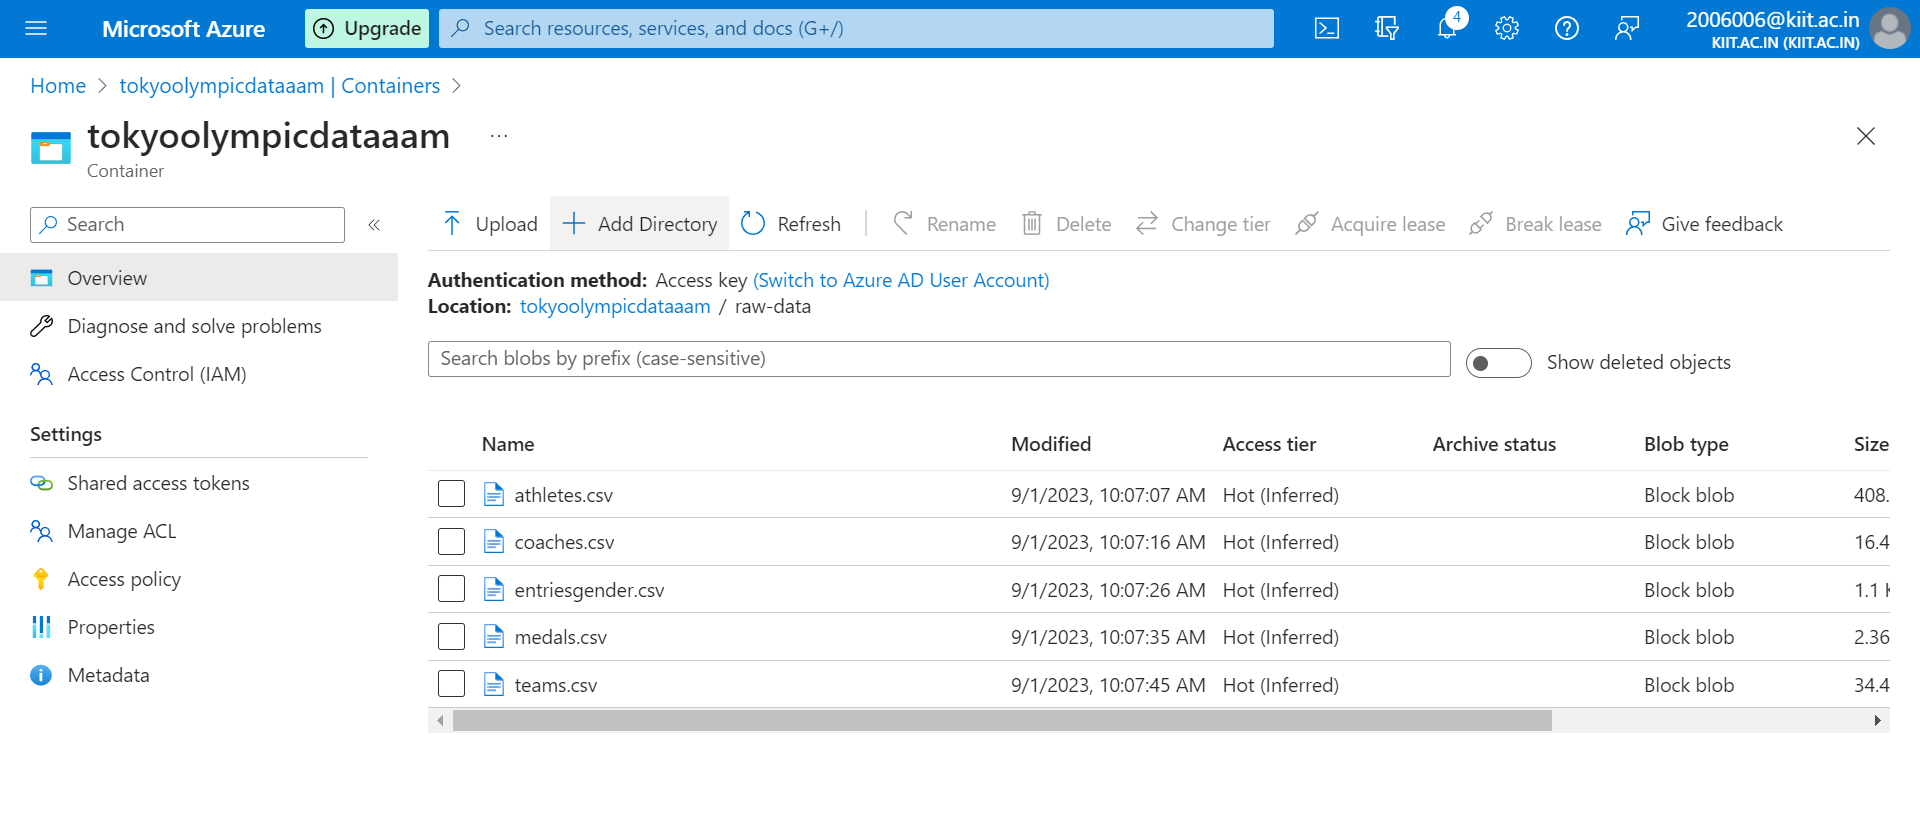 Microsoft Azure
Upgrade
Search resources, services, and docs (G+/)
4
2006006@kiit.ac.in
KIIT.AC.IN (KIIT.AC.IN)
Home > tokyoolympicdataaam | Containers >
tokyoolympicdataaam ...
Container
Search «
Upload Add Directory Refresh Rename Delete Change tier Acquire lease Break lease Give feedback
Overview
Diagnose and solve problems
Access Control (IAM)
Settings
Shared access tokens
Manage ACL
Access policy
Properties
Metadata
Authentication method: Access key (Switch to Azure AD User Account)
Location: tokyoolympicdataaam / raw-data
Search blobs by prefix (case-sensitive)
Show deleted objects
Name Modified Access tier Archive status Blob type Size
athletes.csv 9/1/2023, 10:07:07 AM Hot (Inferred) Block blob 408.
coaches.csv 9/1/2023, 10:07:16 AM Hot (Inferred) Block blob 16.4
entriesgender.csv 9/1/2023, 10:07:26 AM Hot (Inferred) Block blob 1.1
medals.csv 9/1/2023, 10:07:35 AM Hot (Inferred) Block blob 2.36
teams.csv 9/1/2023, 10:07:45 AM Hot (Inferred) Block blob 34.4